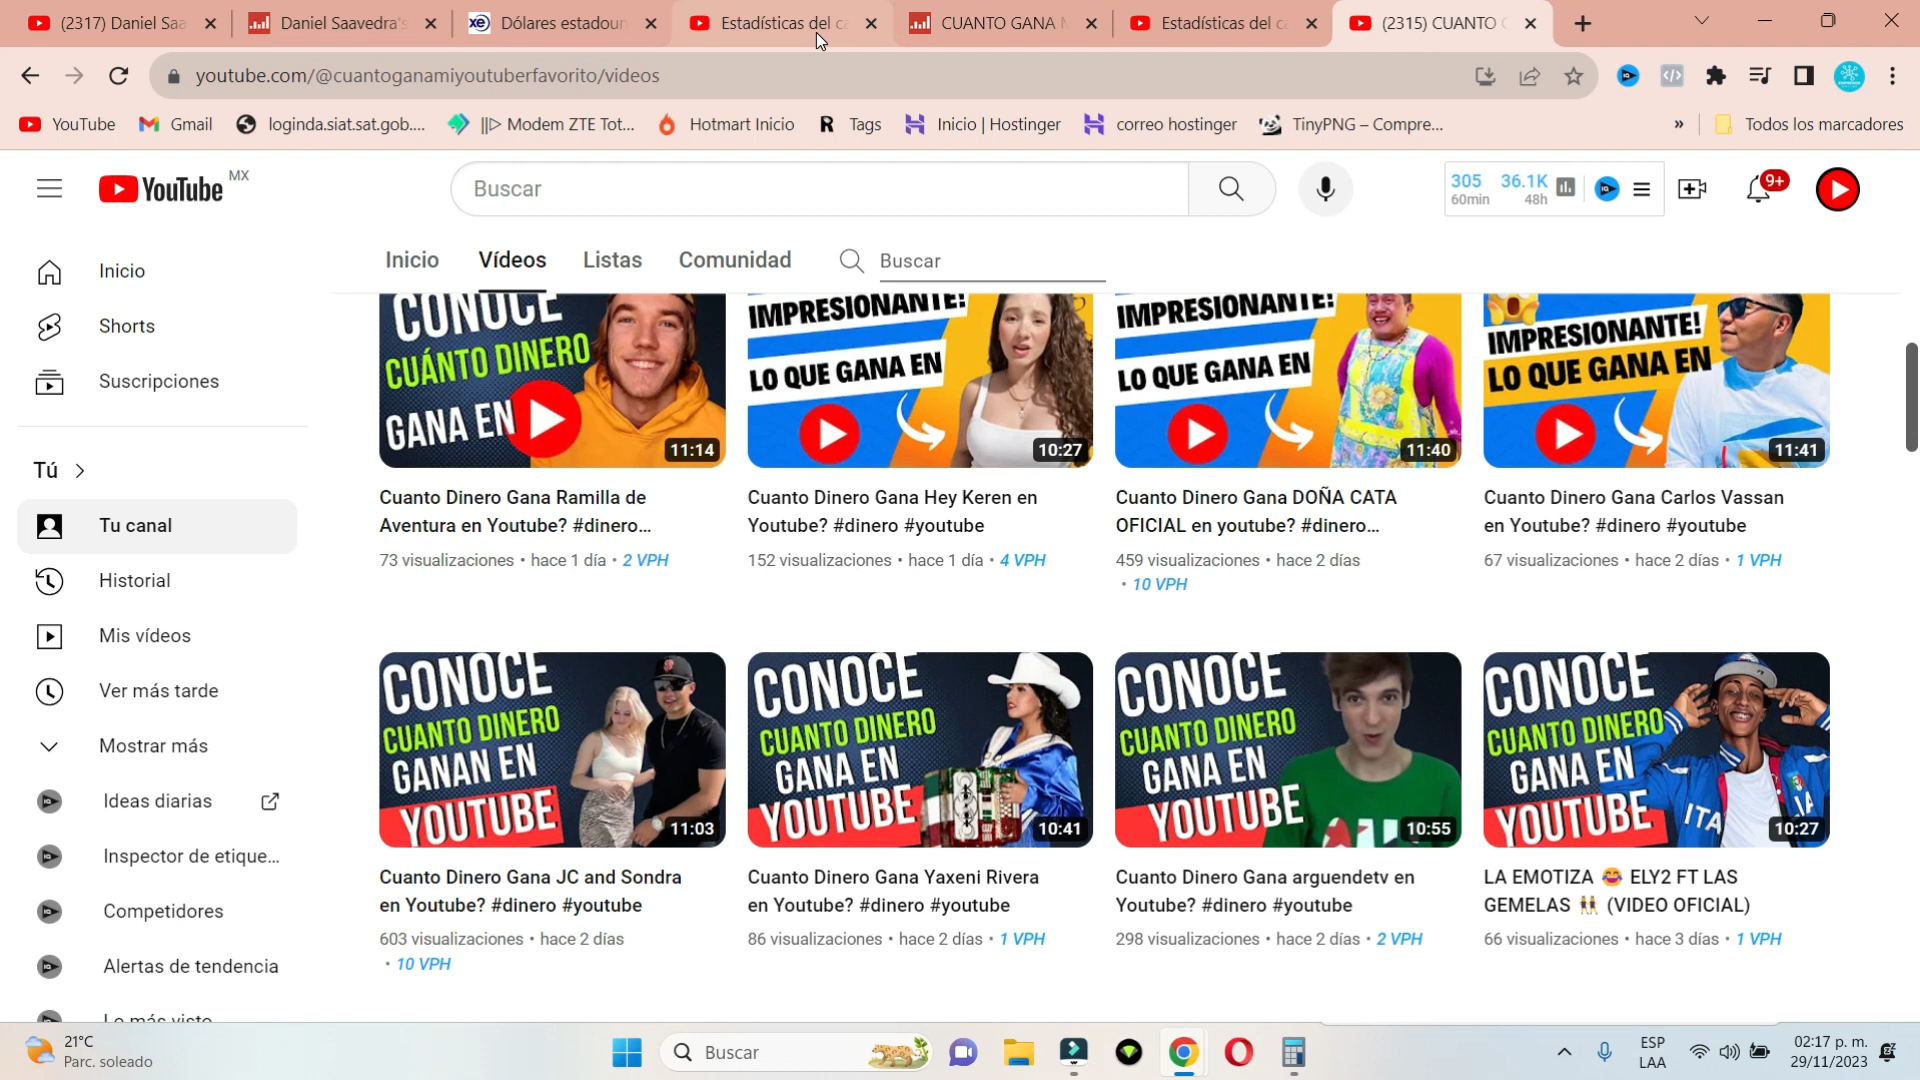 (2317) Daniel Saa
Daniel Saavedra's
Dólares estadoun
Estadísticas del ca
CUANTO GANA M
Estadísticas del ca
(2315) CUANTO G
youtube.com/@cuantoganamiyoutuberfavorito/videos
YouTube
Gmail
loginda.siat.sat.gob....
||▷ Modem ZTE Tot...
Hotmart Inicio
Tags
Inicio | Hostinger
correo hostinger
TinyPNG – Compre...
»
Todos los marcadores
YouTube MX
Buscar
305
60min
36.1K
48h
9+
Inicio
Vídeos
Listas
Comunidad
Buscar
Inicio
Shorts
Suscripciones
Tú
Tu canal
Historial
Mis vídeos
Ver más tarde
Mostrar más
Ideas diarias
Inspector de etique...
Competidores
Alertas de tendencia
Lo más visto
CONOCE
CUÁNTO DINERO
GANA EN
11:14
Cuanto Dinero Gana Ramilla de
Aventura en Youtube? #dinero...
73 visualizaciones • hace 1 día • 2 VPH
IMPRESIONANTE!
LO QUE GANA EN
10:27
Cuanto Dinero Gana Hey Keren en
Youtube? #dinero #youtube
152 visualizaciones • hace 1 día • 4 VPH
IMPRESIONANTE!
LO QUE GANA EN
11:40
Cuanto Dinero Gana DOÑA CATA
OFICIAL en youtube? #dinero...
459 visualizaciones • hace 2 días
• 10 VPH
IMPRESIONANTE!
LO QUE GANA EN
11:41
Cuanto Dinero Gana Carlos Vassan
en Youtube? #dinero #youtube
67 visualizaciones • hace 2 días • 1 VPH
CONOCE
CUANTO DINERO
GANAN EN
YOUTUBE
11:03
Cuanto Dinero Gana JC and Sondra
en Youtube? #dinero #youtube
603 visualizaciones • hace 2 días
• 10 VPH
CONOCE
CUANTO DINERO
GANA EN
YOUTUBE
10:41
Cuanto Dinero Gana Yaxeni Rivera
en Youtube? #dinero #youtube
86 visualizaciones • hace 2 días • 1 VPH
CONOCE
CUANTO DINERO
GANA EN
YOUTUBE
10:55
Cuanto Dinero Gana arguendetv en
Youtube? #dinero #youtube
298 visualizaciones • hace 2 días • 2 VPH
CONOCE
CUANTO DINERO
GANA EN
YOUTUBE
ITA
10:27
LA EMOTIZA 😂 ELY2 FT LAS
GEMELAS 👯 (VIDEO OFICIAL)
66 visualizaciones • hace 3 días • 1 VPH
21°C
Parc. soleado
Buscar
ESP
LAA
02:17 p. m.
29/11/2023